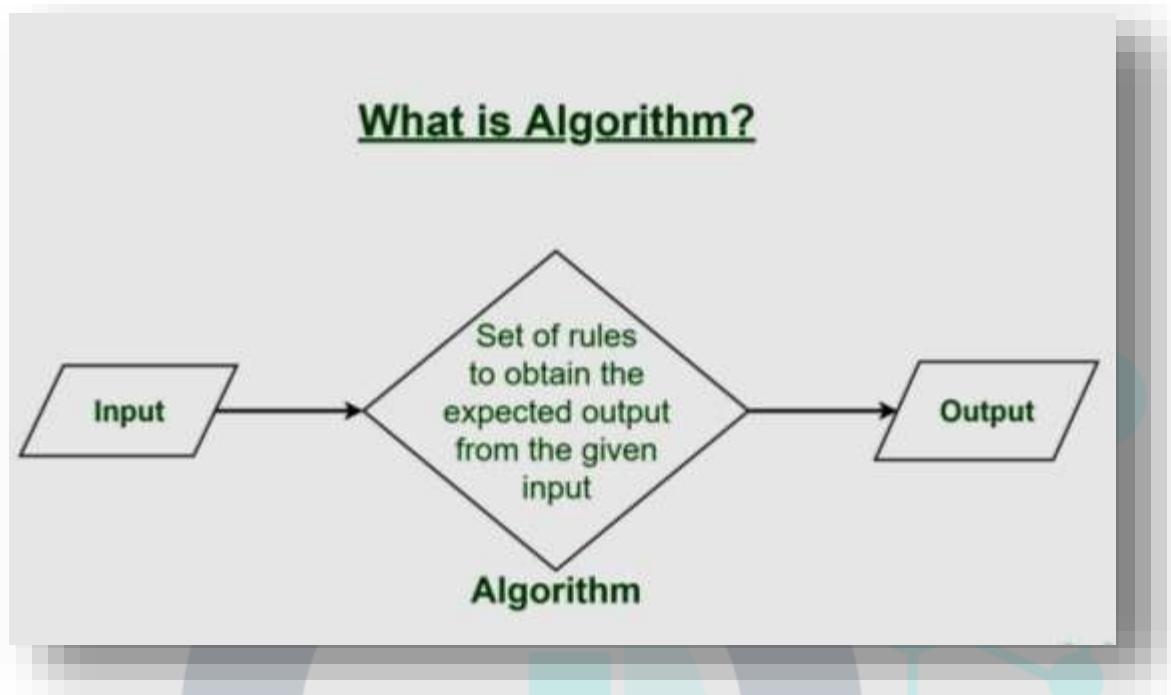 What is Algorithm?
Input
Set of rules
to obtain the
expected output
from the given
input
Output
Algorithm